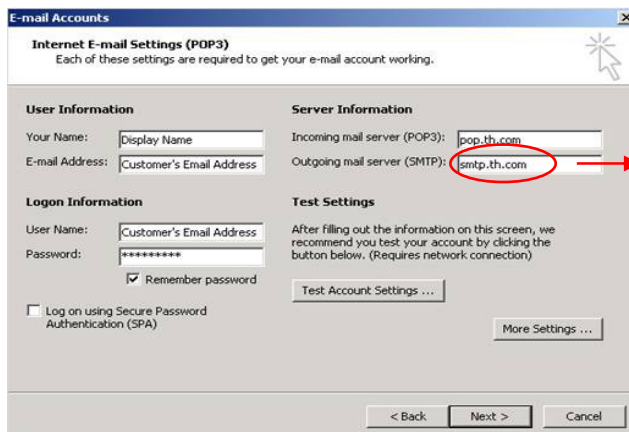 E-mail Accounts
Internet E-mail Settings (POP3)
Each of these settings are required to get your e-mail account working.
User Information
Your Name: Display Name
E-mail Address: Customer's Email Address
Server Information
Incoming mail server (POP3): pop.th.com
Outgoing mail server (SMTP): smtp.th.com
Logon Information
User Name: Customer's Email Address
Password: *********
Remember password
Log on using Secure Password
Authentication (SPA)
Test Settings
After filling out the information on this screen, we
recommend you test your account by clicking the
button below. (Requires network connection)
Test Account Settings ...
More Settings ...
< Back Next > Cancel